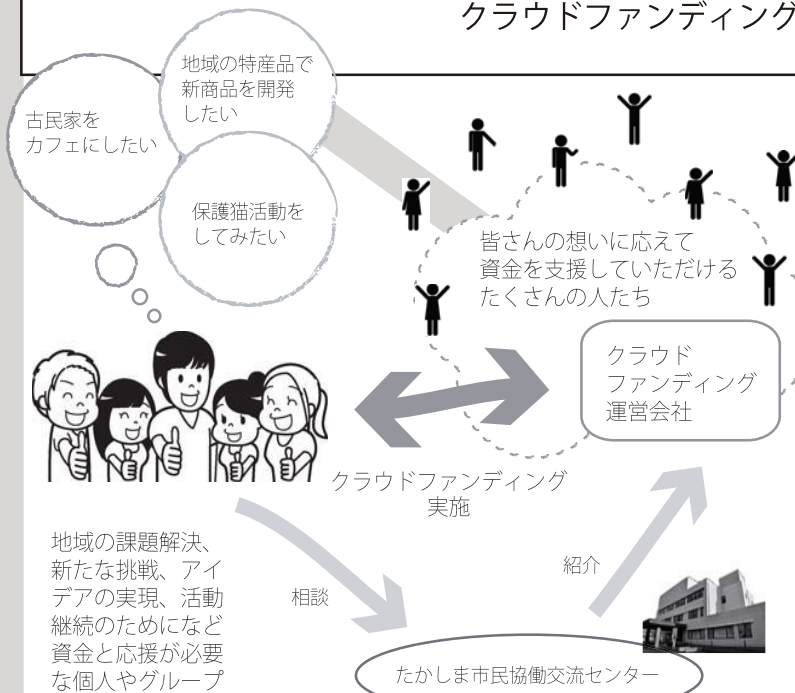 クラウドファンディング
地域の特産品で
新商品を開発
したい
古民家を
カフェにしたい
保護猫活動を
してみたい
皆さんの想いに応えて
資金を支援していただける
たくさんの人たち
クラウド
ファンディング
運営会社
クラウドファンディング
実施
地域の課題解決、
新たな挑戦、アイ
デアの実現、活動
継続のためになど
資金と応援が必要
な個人やグループ
相談
紹介
たかしま市民協働交流センター